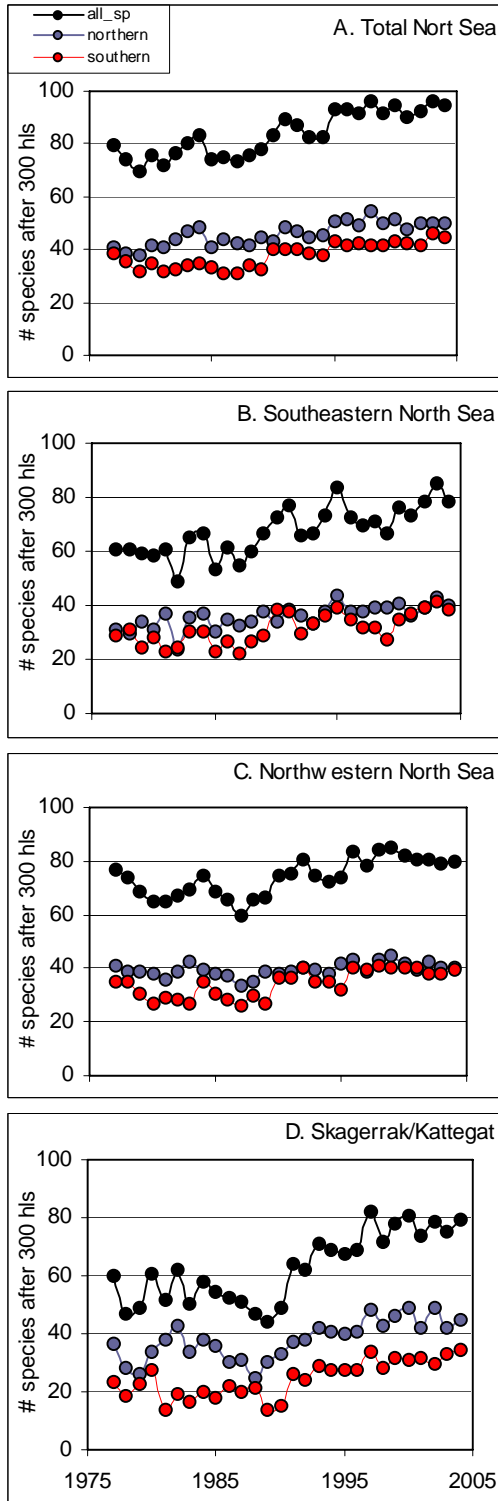 all_sp
northern
southern
A. Total Nort Sea
# species after 300 hls
100
80
60
40
20
0
B. Southeastern North Sea
# species after 300 hls
100
80
60
40
20
0
C. Northw estern North Sea
# species after 300 hls
100
80
60
40
20
0
D. Skagerrak/Kattegat
# species after 300 hls
100
80
60
40
20
0
1975 1985 1995 2005